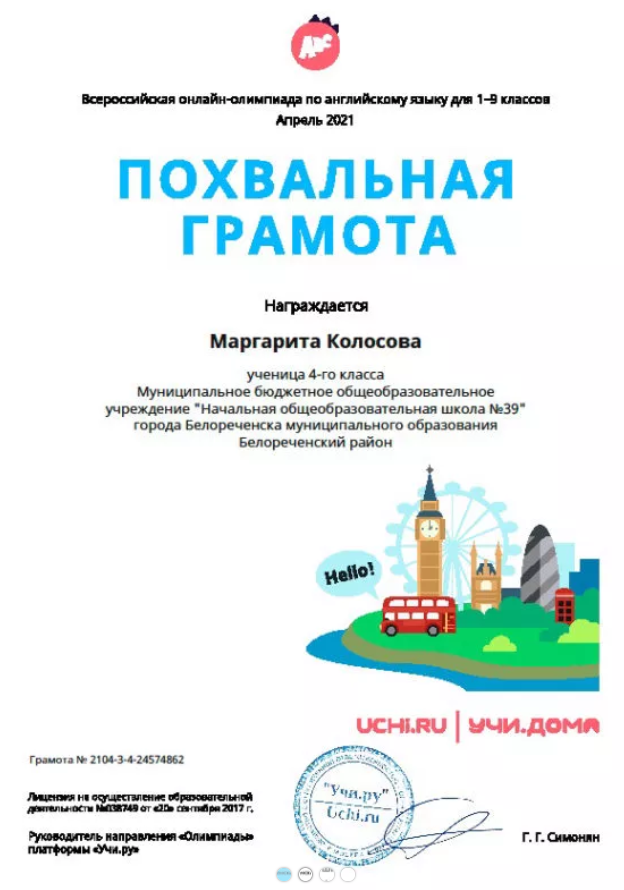 ABC
Всероссийская онлайн-олимпиада по английскому языку для 1–9 классов
Апрель 2021
ПОХВАЛЬНАЯ
ГРАМОТА
Награждается
Маргарита Колосова
ученица 4-го класса
Муниципальное бюджетное общеобразовательное
учреждение "Начальная общеобразовательная школа №39"
города Белореченска муниципального образования
Белореченский район
Hello!
UCHi.RU | УЧИ.ДОМА
Грамота № 2104-3-4-24574862
Лицензия на осуществление образовательной
деятельности №038749 от «20» сентября 2017 г.
"Учи.ру"
Uchi.ru
Руководитель направления «Олимпиады»
платформы «Учи.ру»
Г. Г. Симонян